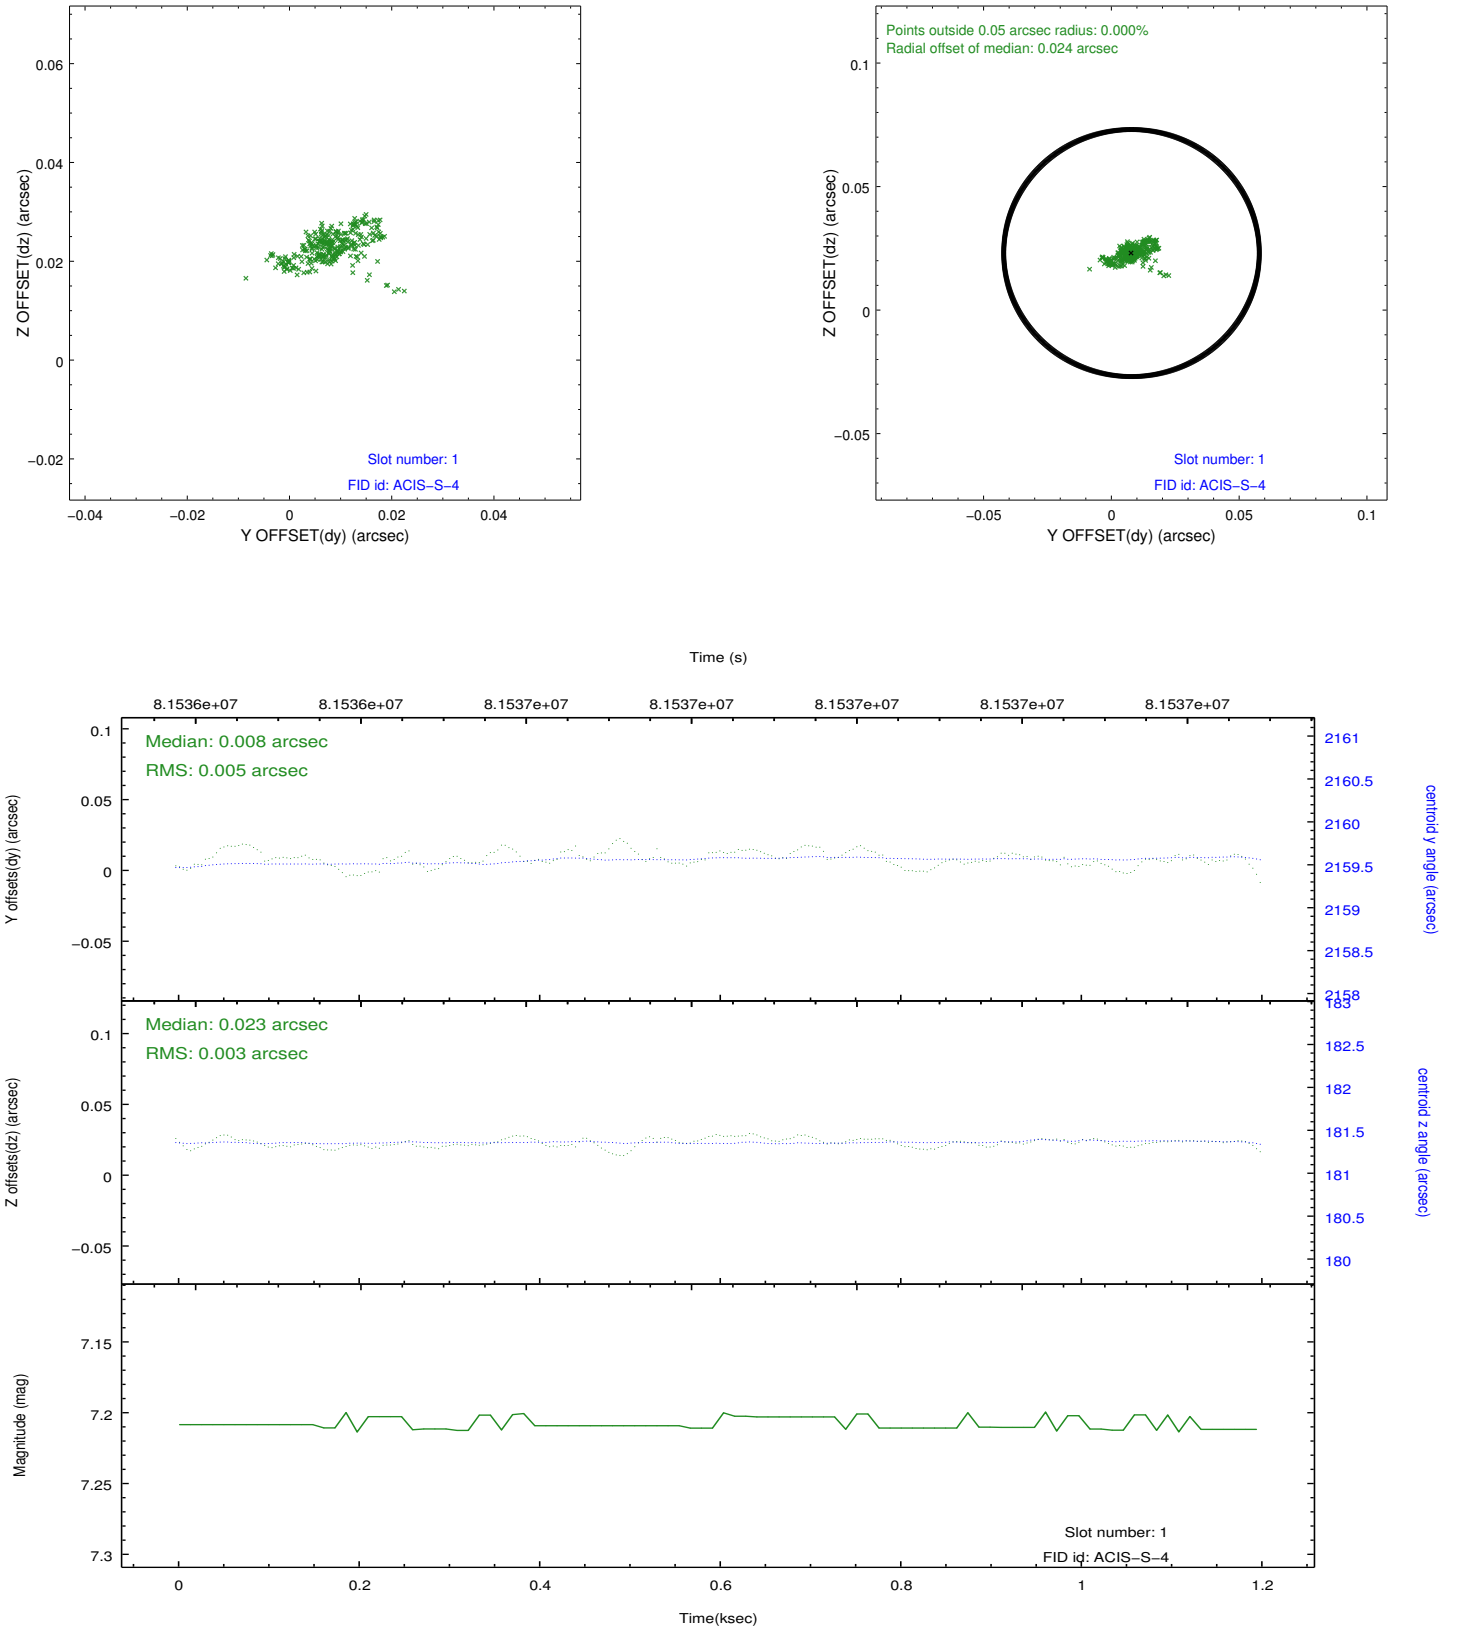 0.06
0.04
0.02
0
−0.02
−0.04
−0.02
0
0.02
0.04
Z OFFSET(dz) (arcsec)
Y OFFSET(dy) (arcsec)
Slot number: 1
FID id: ACIS−S−4
Points outside 0.05 arcsec radius: 0.000%
Radial offset of median: 0.024 arcsec
0.1
0.05
0
−0.05
−0.05
0
0.05
0.1
Z OFFSET(dz) (arcsec)
Y OFFSET(dy) (arcsec)
Slot number: 1
FID id: ACIS−S−4
Time (s)
8.1536e+07 8.1536e+07 8.1537e+07 8.1537e+07 8.1537e+07 8.1537e+07 8.1537e+07
Median: 0.008 arcsec
RMS: 0.005 arcsec
0.1
0.05
0
−0.05
Y offsets(dy) (arcsec)
2161
2160.5
2160
2159.5
2159
2158.5
2158
centroid y angle (arcsec)
Median: 0.023 arcsec
RMS: 0.003 arcsec
0.1
0.05
0
−0.05
Z offsets(dz) (arcsec)
183
182.5
182
181.5
181
180.5
180
centroid z angle (arcsec)
7.15
7.2
7.25
7.3
Magnitude (mag)
Slot number: 1
FID id: ACIS−S−4
0 0.2 0.4 0.6 0.8 1 1.2
Time(ksec)